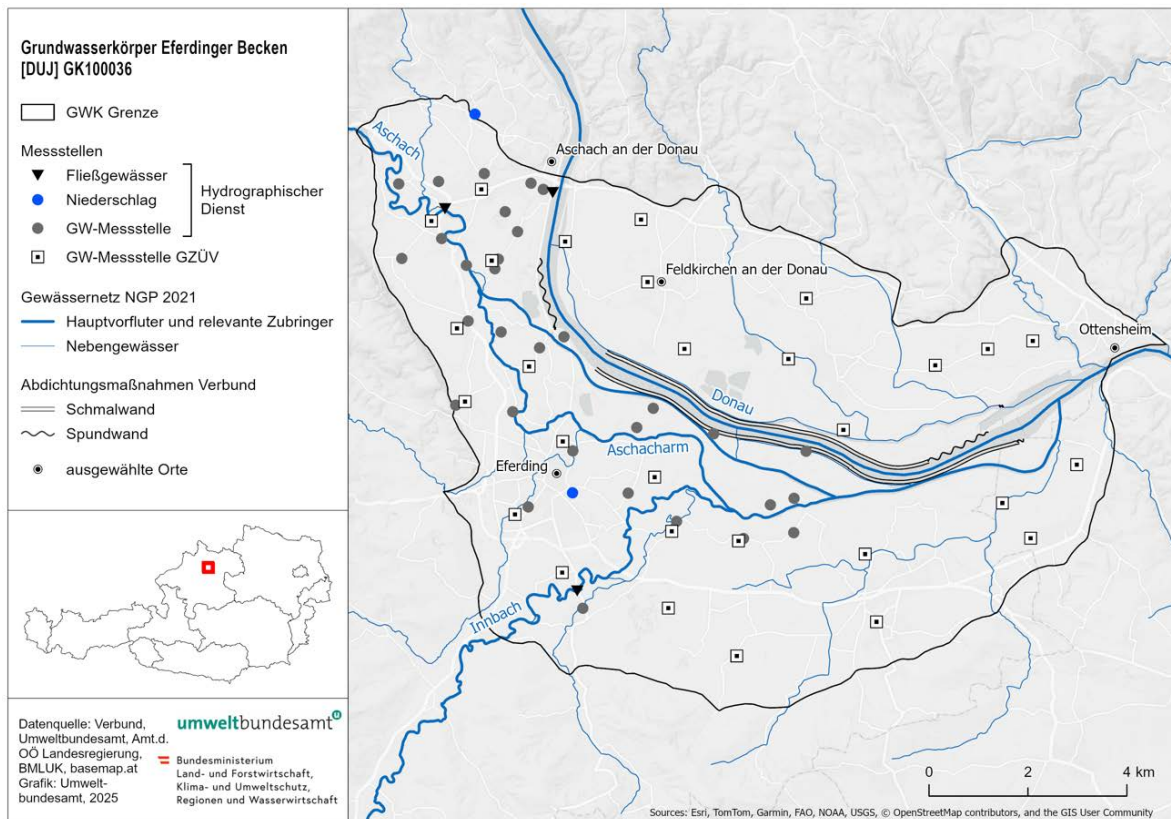 Grundwasserkörper Eferdinger Becken
[DUJ] GK100036
GWK Grenze
Messstellen
Fließgewässer
Niederschlag
GW-Messstelle
Hydrographischer
Dienst
GW-Messstelle GZÜV
Gewässernetz NGP 2021
Hauptvorfluter und relevante Zubringer
Nebengewässer
Abdichtungsmaßnahmen Verbund
Schmalwand
Spundwand
ausgewählte Orte
Datenquelle: Verbund,
Umweltbundesamt, Amt.d.
OÖ Landesregierung,
BMLUK, basemap.at
Grafik: Umwelt-
bundesamt, 2025
umweltbundesamt
Bundesministerium
Land- und Forstwirtschaft,
Klima- und Umweltschutz,
Regionen und Wasserwirtschaft
Aschach
Aschach an der Donau
Feldkirchen an der Donau
Ottensheim
Donau
Aschacharm
Eferding
Innbach
0 2 4 km
Sources: Esri, TomTom, Garmin, FAO, NOAA, USGS, © OpenStreetMap contributors, and the GIS User Community